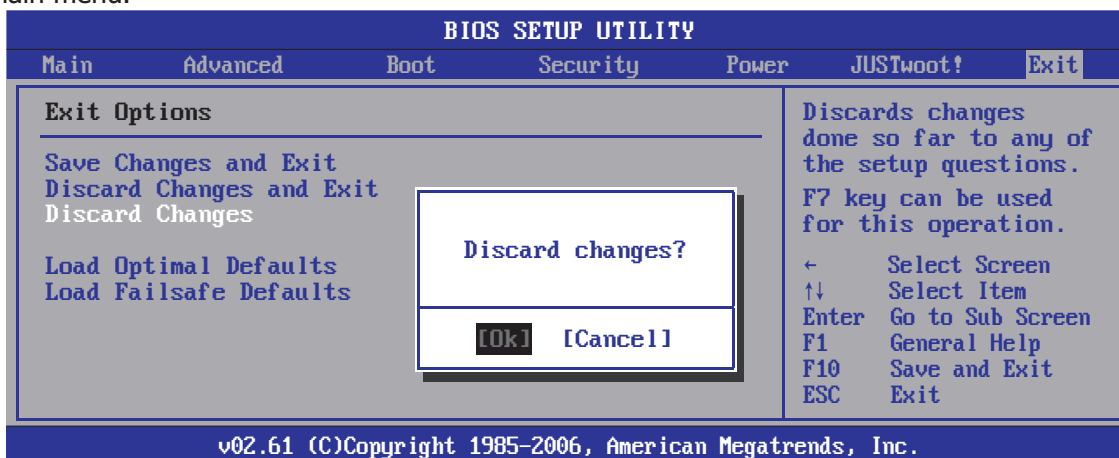 BIOS SETUP UTILITY
Main Advanced Boot Security Power JUSTwoot! Exit
Exit Options
Save Changes and Exit
Discard Changes and Exit
Discard Changes
Load Optimal Defaults
Load Failsafe Defaults
Discard changes?
[Ok] [Cancel]
Discards changes
done so far to any of
the setup questions.
F7 key can be used
for this operation.
← Select Screen
↑↓ Select Item
Enter Go to Sub Screen
F1 General Help
F10 Save and Exit
ESC Exit
v02.61 (C)Copyright 1985-2006, American Megatrends, Inc.